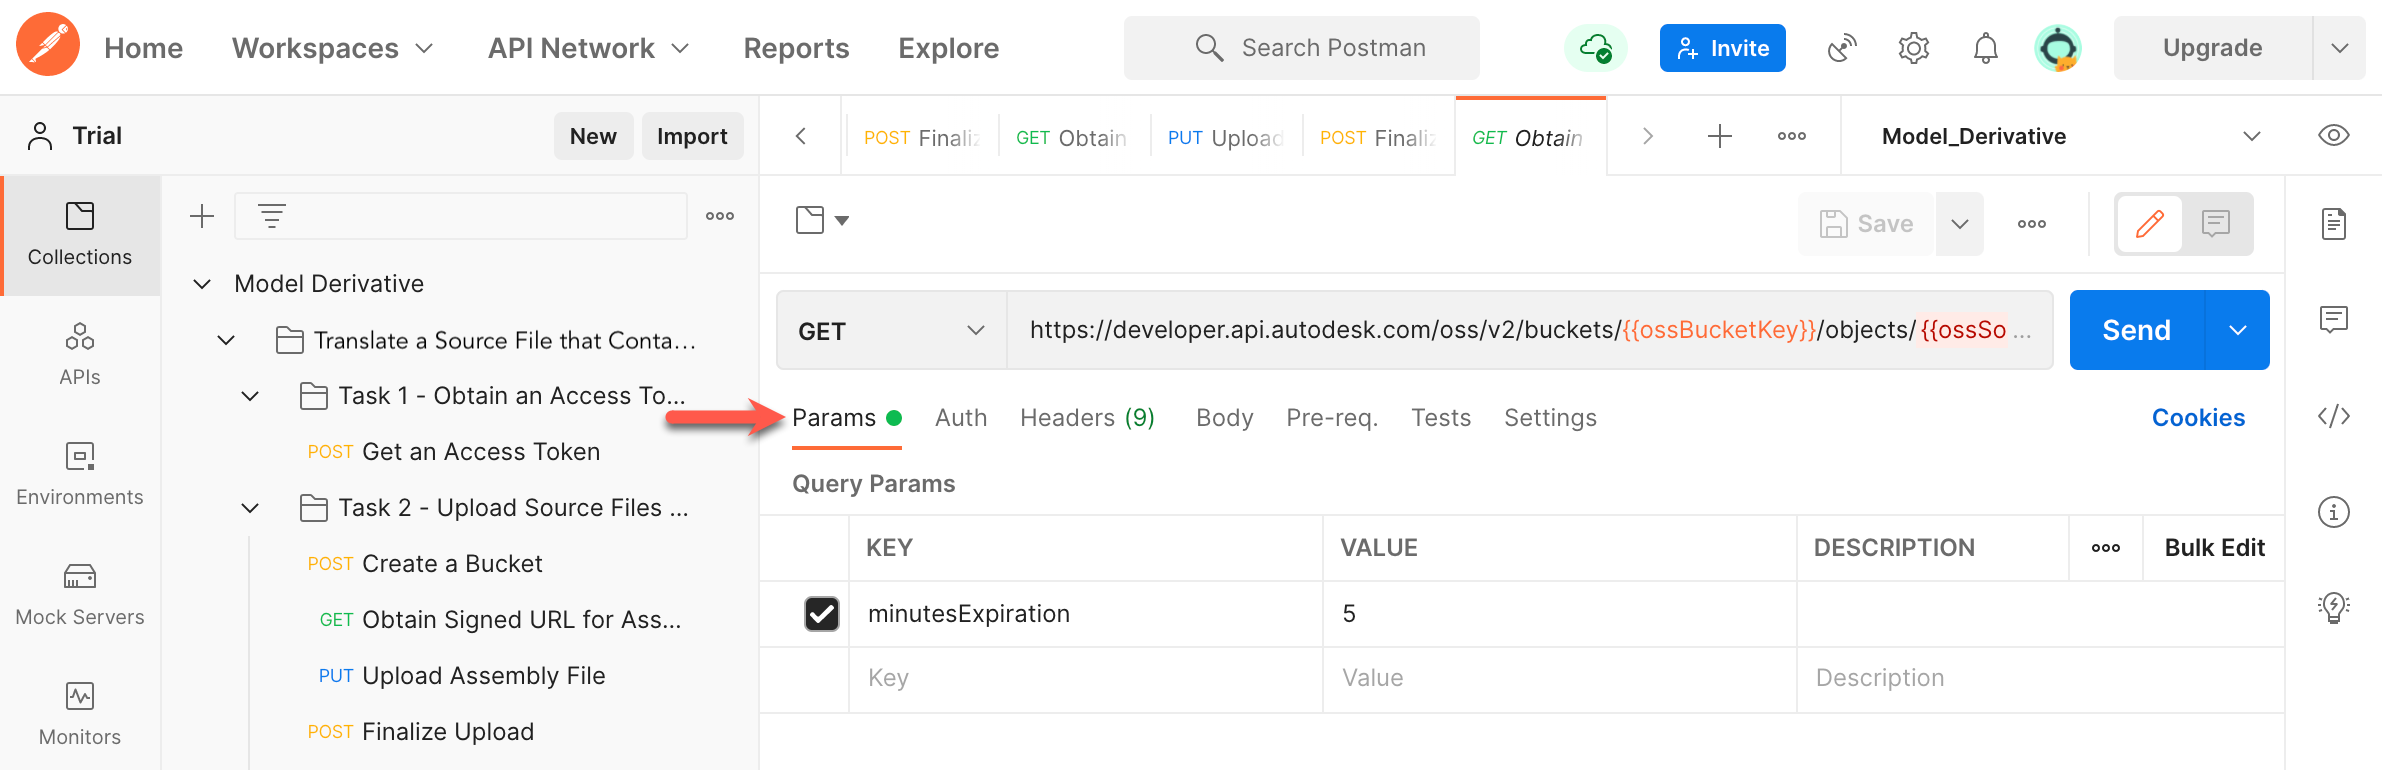 Home Workspaces API Network Reports Explore Search Postman Invite Upgrade
Trial New Import
POST Finaliz GET Obtain PUT Upload POST Finaliz GET Obtain Model_Derivative
Collections
APIs
Environments
Mock Servers
Monitors
Model Derivative
Translate a Source File that Conta...
Task 1 - Obtain an Access To...
POST Get an Access Token
Task 2 - Upload Source Files ...
POST Create a Bucket
GET Obtain Signed URL for Ass...
PUT Upload Assembly File
POST Finalize Upload
Save
GET https://developer.api.autodesk.com/oss/v2/buckets/{{ossBucketKey}}/objects/{{ossSo ... Send
Params Auth Headers (9) Body Pre-req. Tests Settings Cookies
Query Params
KEY VALUE DESCRIPTION Bulk Edit
minutesExpiration 5
Key Value Description